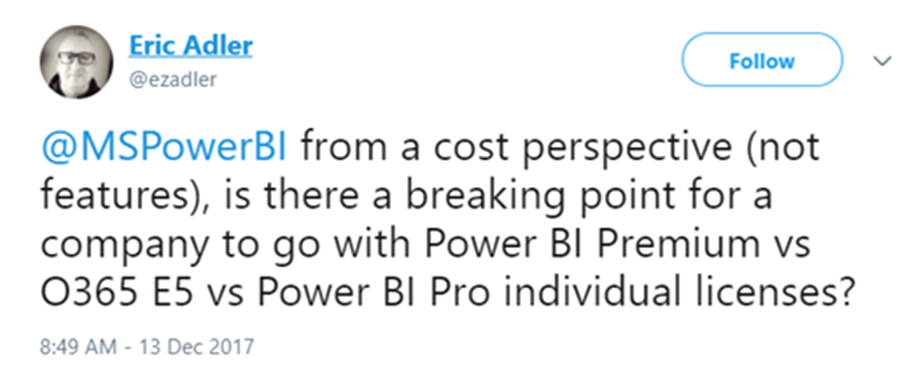 Eric Adler
@ezadler
Follow
@MSPowerBI from a cost perspective (not
features), is there a breaking point for a
company to go with Power BI Premium vs
O365 E5 vs Power BI Pro individual licenses?
8:49 AM - 13 Dec 2017